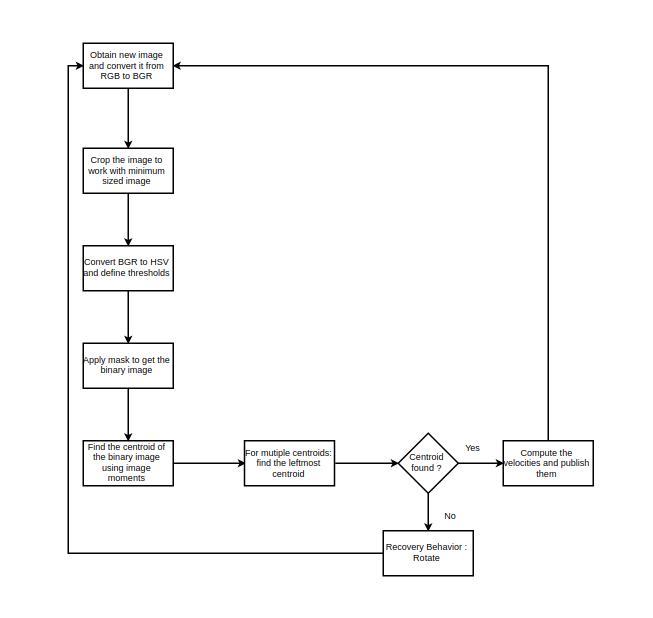 Obtain new image
and convert it from
RGB to BGR
Crop the image to
work with minimum
sized image
Convert BGR to HSV
and define thresholds
Apply mask to get the
binary image
Find the centroid of
the binary image
using image
moments
For mutiple centroids:
find the leftmost
centroid
Centroid
found ?
Yes
Compute the
velocities and publish
them
No
Recovery Behavior :
Rotate